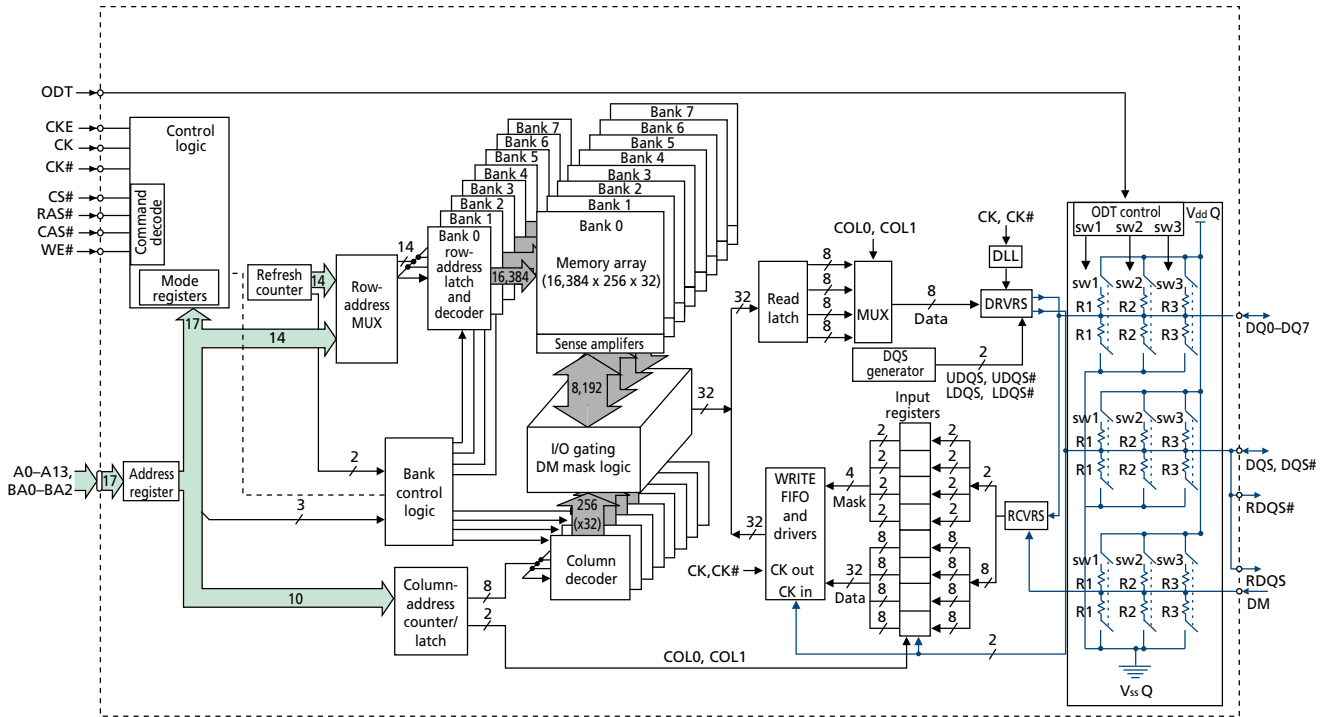 ODT
CKE
CK
CK#
CS#
RAS#
CAS#
WE#
Control
logic
Command
decode
Mode
registers
Refresh
counter
14
Row-
address
MUX
14
17
14
14
Bank 7
Bank 6
Bank 5
Bank 4
Bank 3
Bank 2
Bank 1
Bank 0
row-
address
latch
and
decoder
16,384
Bank 7
Bank 6
Bank 5
Bank 4
Bank 3
Bank 2
Bank 1
Bank 0
Memory array
(16,384 x 256 x 32)
Sense amplifers
8,192
I/O gating
DM mask logic
256
(x32)
Column
decoder
A0–A13,
BA0–BA2
17
Address
register
2
3
Bank
control
logic
10
Column-
address
counter/
latch
8
2
COL0, COL1
32
32
32
Read
latch
8
8
8
8
COL0, COL1
MUX
8
Data
CK, CK#
DLL
DRVRS
DQS
generator
2
UDQS, UDQS#
LDQS, LDQS#
Input
registers
2
2
2
2
2
2
2
2
2
4
Mask
WRITE
FIFO
and
drivers
CK out
CK in
CK,CK#
32
Data
8
8
8
8
8
8
8
8
8
RCVRS
2
ODT control
sw1 sw2 sw3
VddQ
sw1 sw2 sw3
R1 R2 R3
R1 R2 R3
sw1 sw2 sw3
R1 R2 R3
R1 R2 R3
sw1 sw2 sw3
R1 R2 R3
R1 R2 R3
VssQ
DQ0–DQ7
DQS, DQS#
RDQS#
RDQS
DM